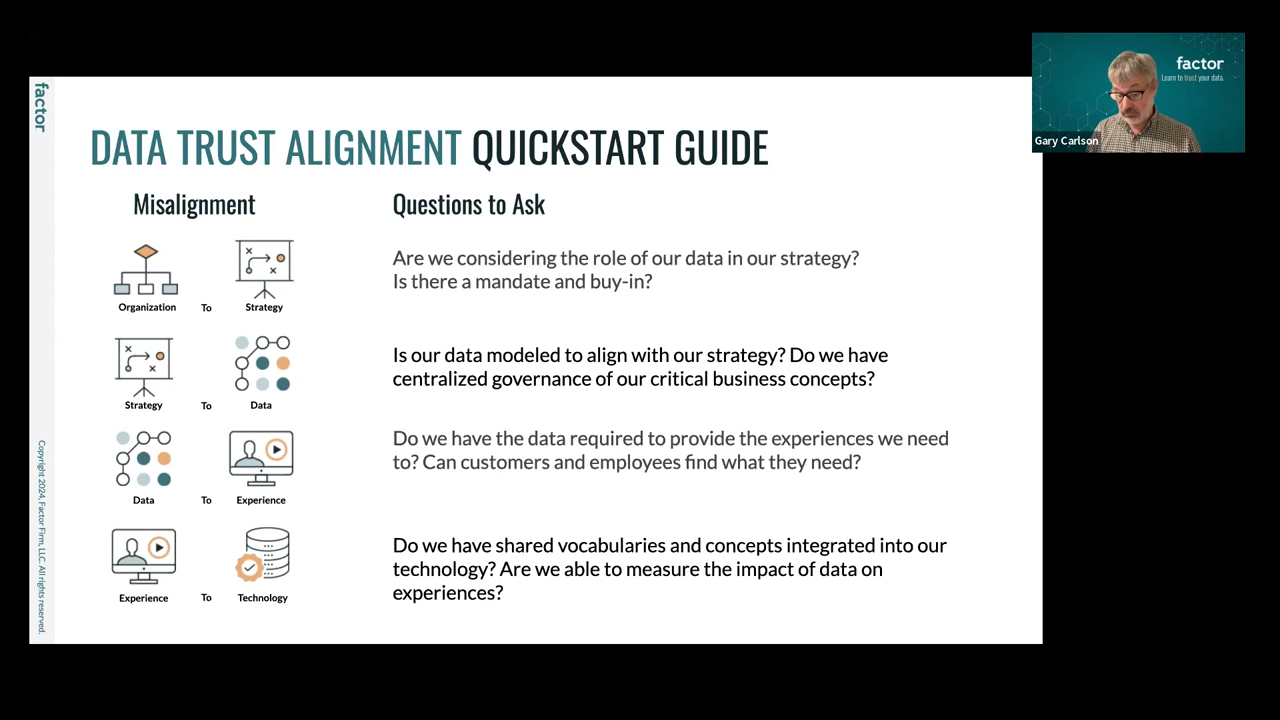 factor
DATA TRUST ALIGNMENT QUICKSTART GUIDE
Misalignment
Questions to Ask
Organization To Strategy
Are we considering the role of our data in our strategy?
Is there a mandate and buy-in?
Strategy To Data
Is our data modeled to align with our strategy? Do we have
centralized governance of our critical business concepts?
Data To Experience
Do we have the data required to provide the experiences we need
to? Can customers and employees find what they need?
Experience To Technology
Do we have shared vocabularies and concepts integrated into our
technology? Are we able to measure the impact of data on
experiences?
Copyright 2024, Factor Firm, LLC. All rights reserved.
factor
Learn to trust your data.
Gary Carlson